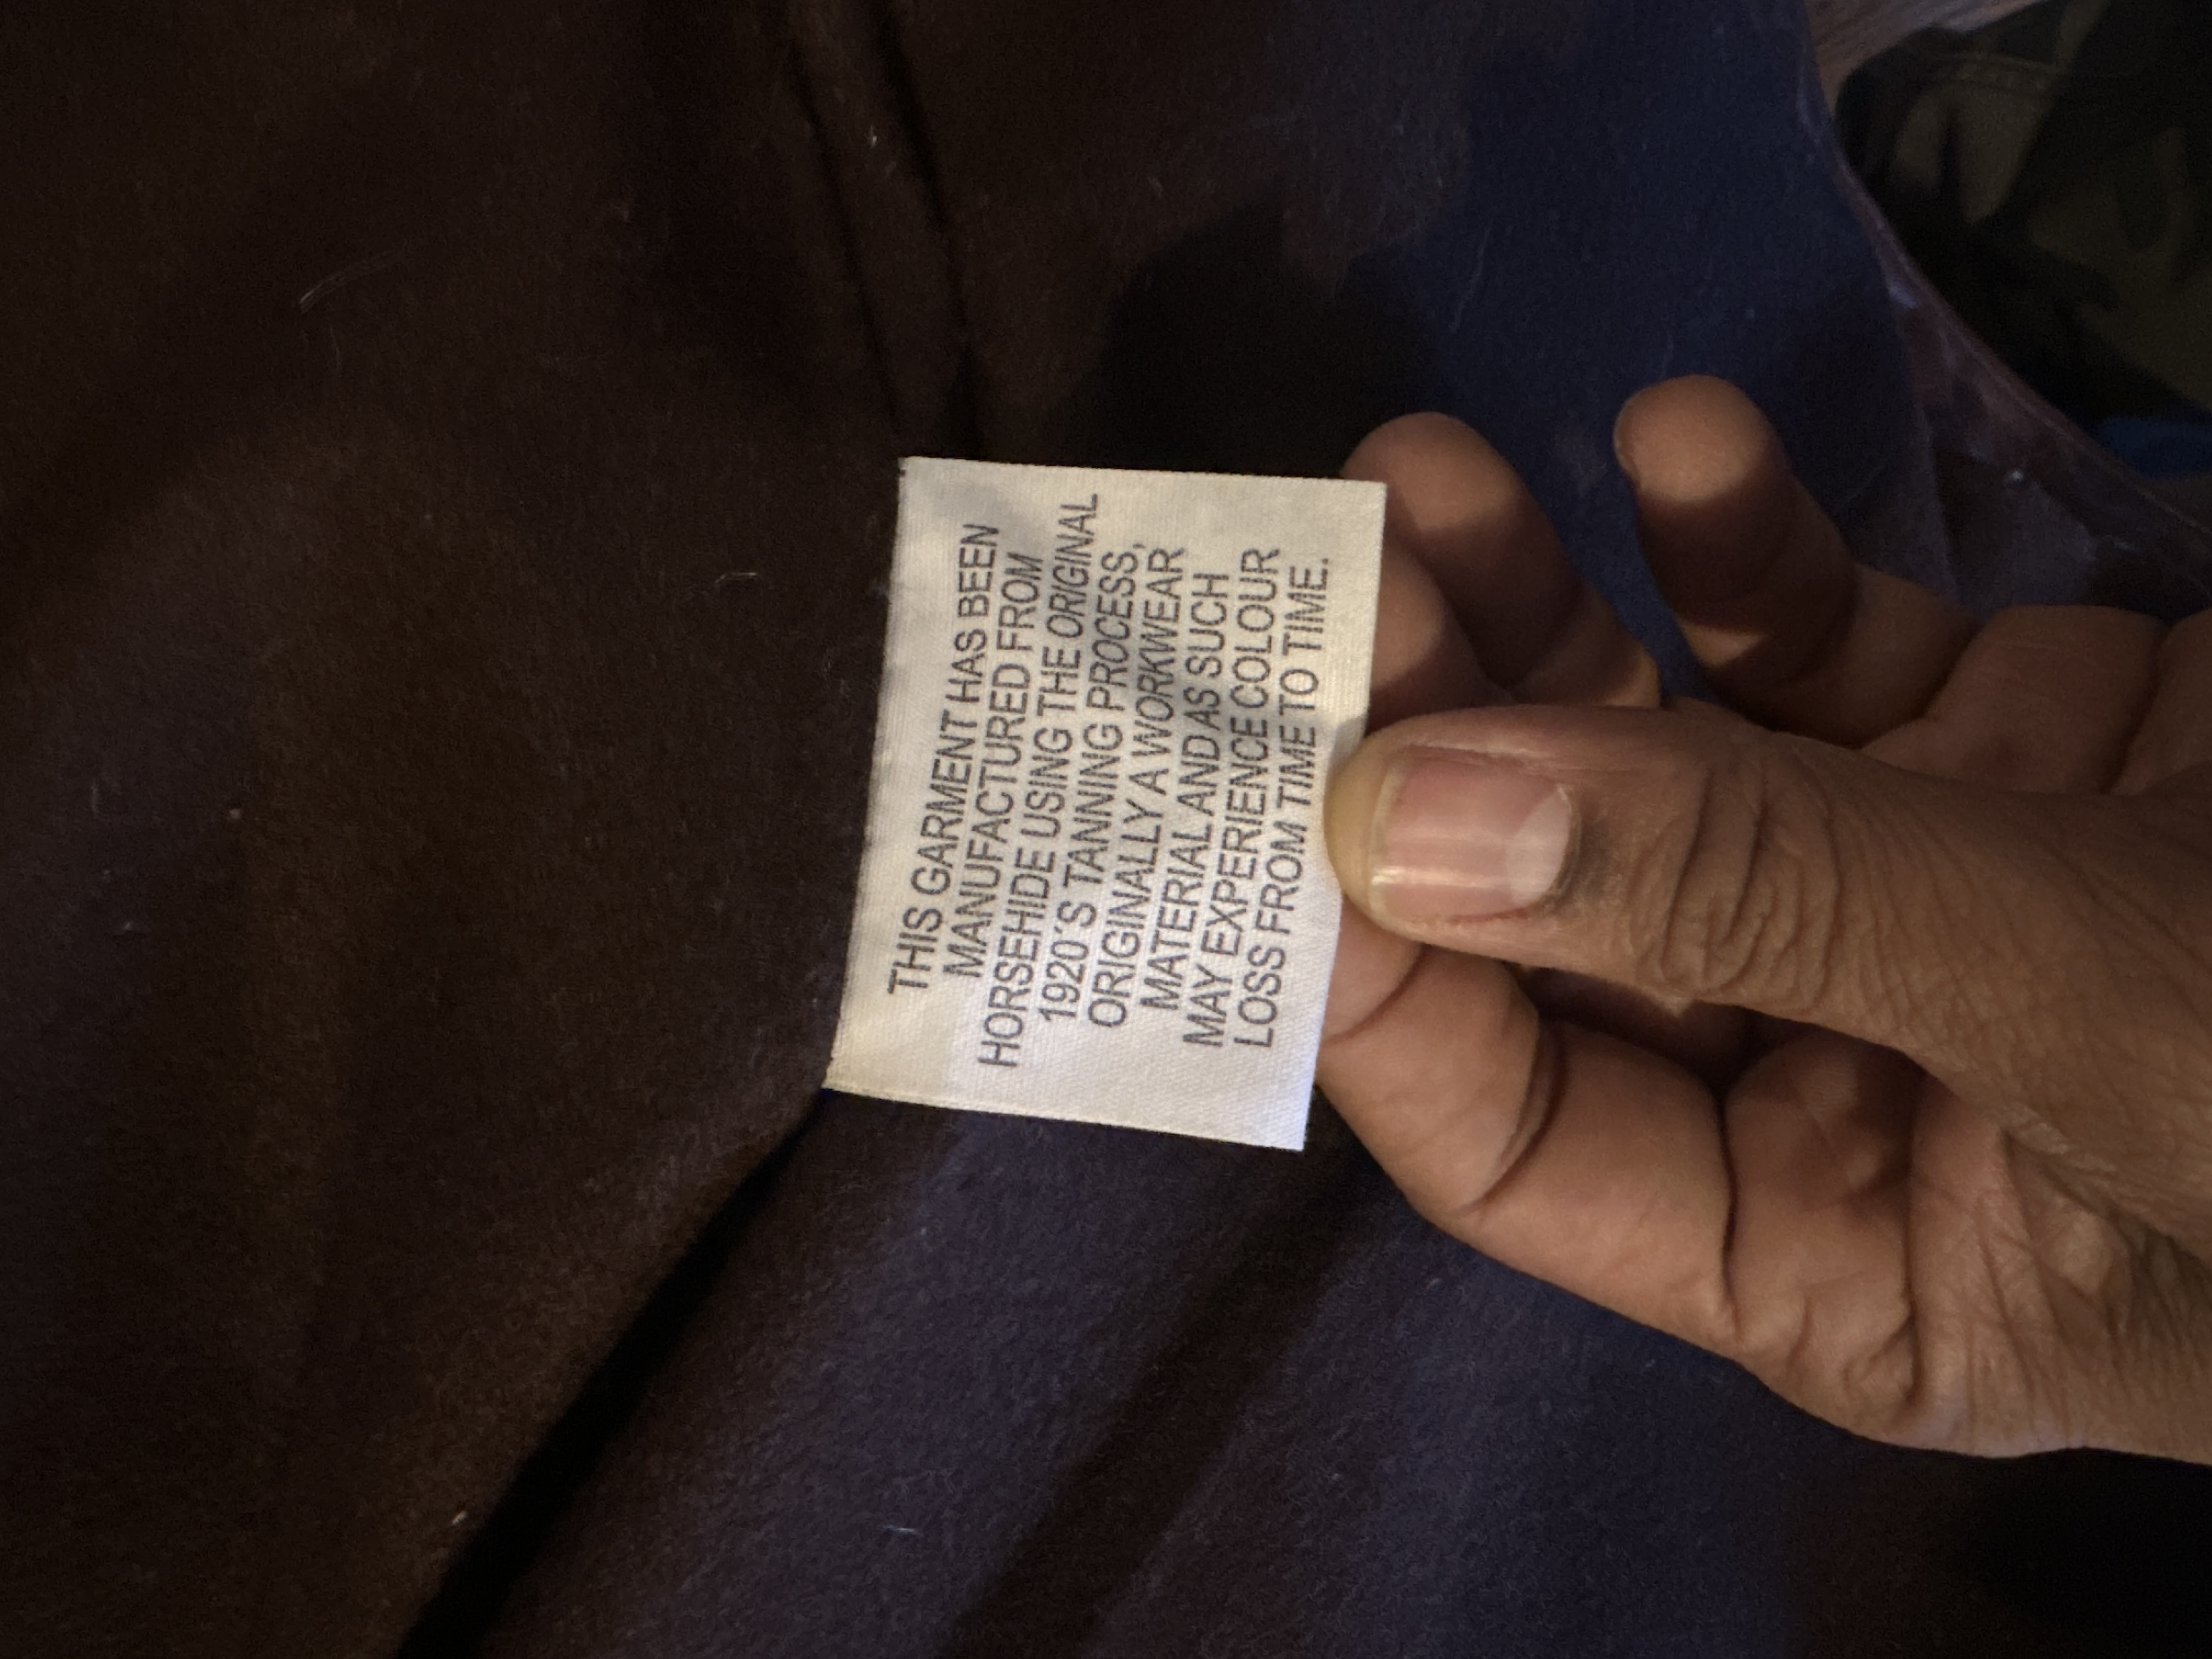 THIS GARMENT HAS BEEN
MANUFACTURED FROM
HORSEHIDE USING THE ORIGINAL
1920´S TANNING PROCESS,
ORIGINALLY A WORKWEAR
MATERIAL AND AS SUCH
MAY EXPERIENCE COLOUR
LOSS FROM TIME TO TIME.